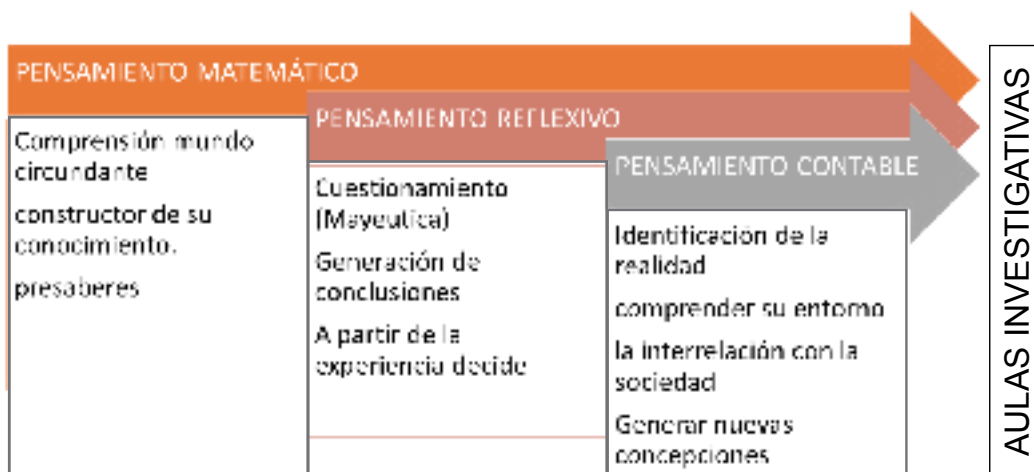 PENSAMIENTO MATEMÁTICO
Comprensión mundo
circundante
constructor de su
conocimiento.
presaberes
PENSAMIENTO REFLEXIVO
Cuestionamiento
(Mayeutica)
Generación de
conclusiones
A partir de la
experiencia decide
PENSAMIENTO CONTABLE
Identificación de la
realidad
comprender su entorno
la interrelación con la
sociedad
Generar nuevas
concepciones
AULAS INVESTIGATIVAS